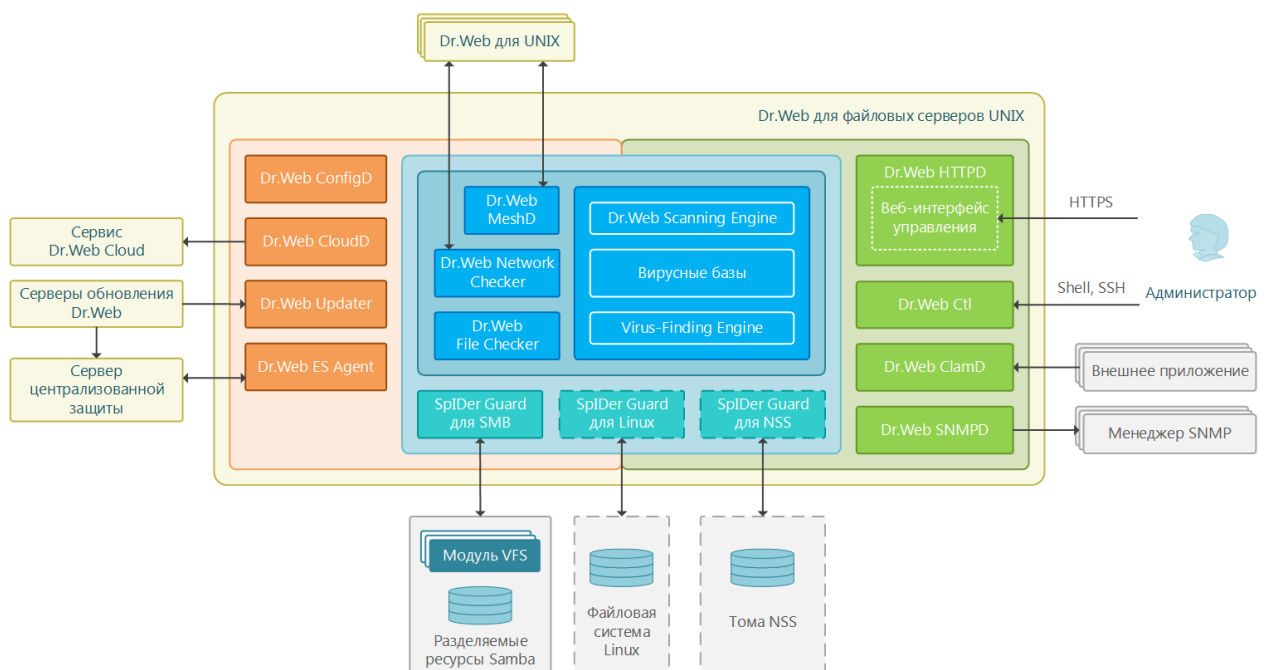 Dr.Web для UNIX
Dr.Web для файловых серверов UNIX
Dr.Web ConfigD
Dr.Web CloudD
Dr.Web Updater
Dr.Web ES Agent
Сервис
Dr.Web Cloud
Серверы обновления
Dr.Web
Сервер
централизованной
защиты
Dr.Web
MeshD
Dr.Web Network
Checker
Dr.Web
File Checker
Dr.Web Scanning Engine
Вирусные базы
Virus-Finding Engine
SpIDer Guard
для SMB
SpIDer Guard
для Linux
SpIDer Guard
для NSS
Dr.Web HTTPD
Веб-интерфейс
управления
Dr.Web Ctl
Dr.Web ClamD
Dr.Web SNMPD
HTTPS
Shell, SSH
Администратор
Внешнее приложение
Менеджер SNMP
Модуль VFS
Разделяемые
ресурсы Samba
Файловая
система
Linux
Тома NSS